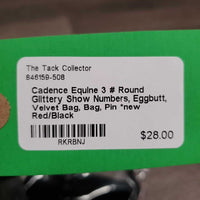 The Tack Collector
846159-508
Cadence Equine 3 # Round
Glittery Show Numbers, Eggbutt,
Velvet Bag, Bag, Pin *new
Red/Black
$28.00
RKRBNJ